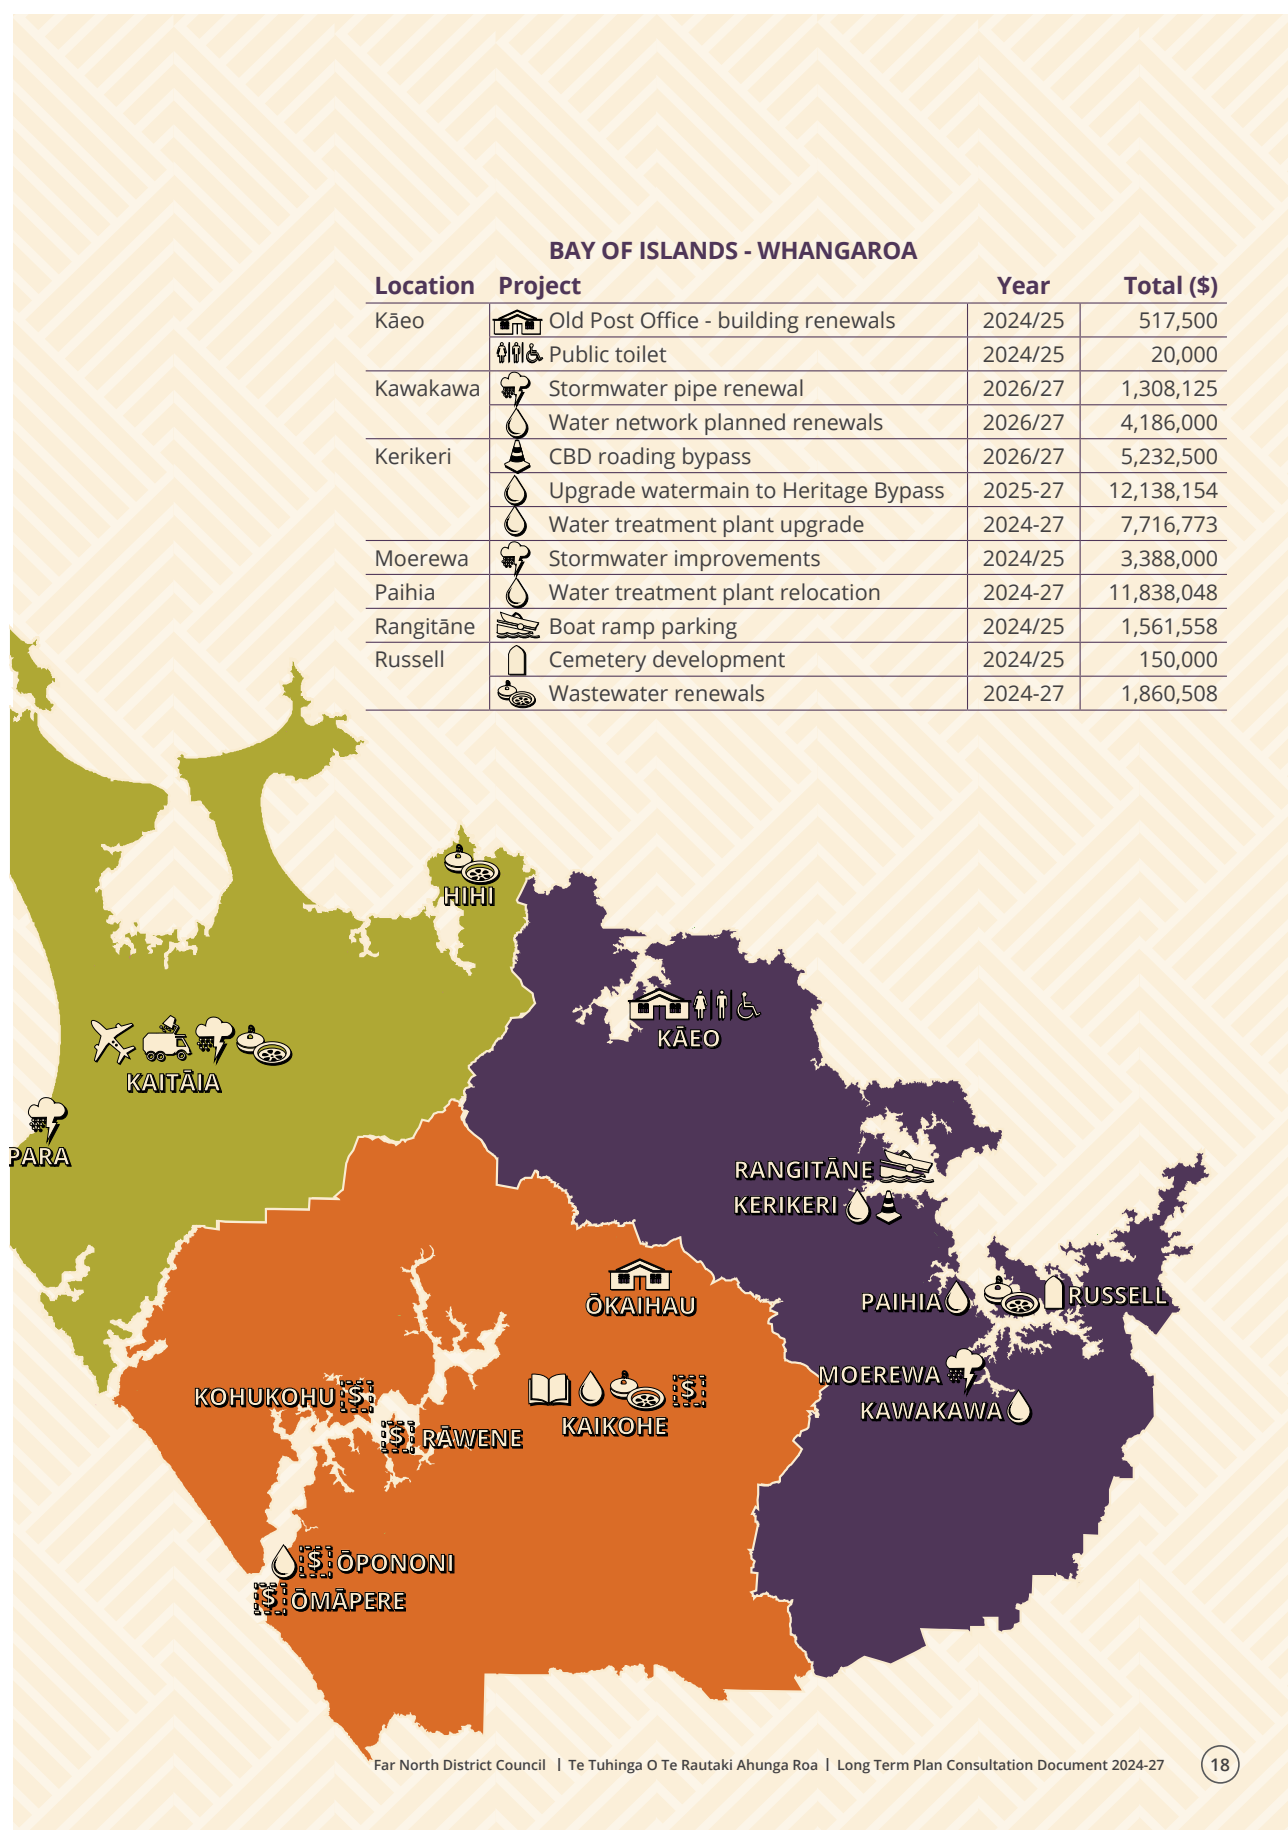 BAY OF ISLANDS - WHANGAROA
Location Project Year Total ($)
Kāeo Old Post Office - building renewals 2024/25 517,500
Public toilet 2024/25 20,000
Kawakawa Stormwater pipe renewal 2026/27 1,308,125
Water network planned renewals 2026/27 4,186,000
Kerikeri CBD roading bypass 2026/27 5,232,500
Upgrade watermain to Heritage Bypass 2025-27 12,138,154
Water treatment plant upgrade 2024-27 7,716,773
Moerewa Stormwater improvements 2024/25 3,388,000
Paihia Water treatment plant relocation 2024-27 11,838,048
Rangitāne Boat ramp parking 2024/25 1,561,558
Russell Cemetery development 2024/25 150,000
Wastewater renewals 2024-27 1,860,508
HIHI
KĀEO
KAITĀIA
PARA
RANGITĀNE
KERIKERI
ŌKAIHAU
PAIHIA
RUSSELL
MOEREWA
KOHUKOHU $
$
KAWAKAWA
KAIKOHE
$ RĀWENE
$ ŌPONONI
$ ŌMĀPERE
Far North District Council | Te Tuhinga O Te Rautaki Ahunga Roa | Long Term Plan Consultation Document 2024-27 18